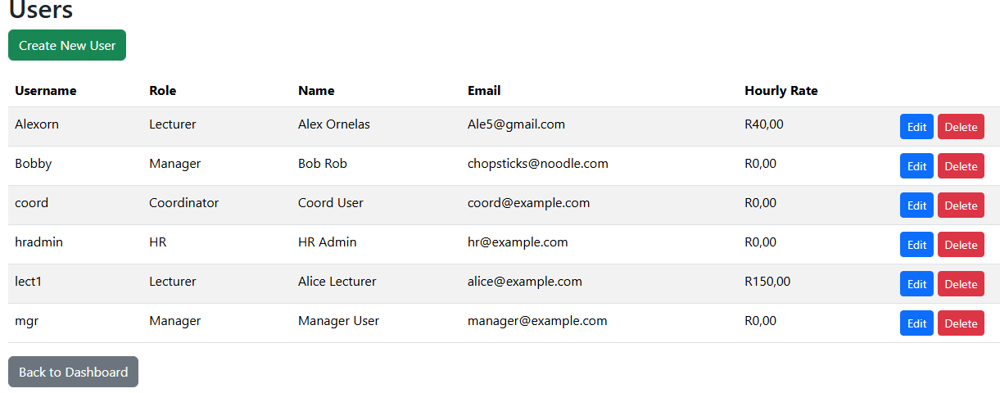 Users
Create New User
Username Role Name Email Hourly Rate
Alexorn Lecturer Alex Ornelas Ale5@gmail.com R40,00 Edit Delete
Bobby Manager Bob Rob chopsticks@noodle.com R0,00 Edit Delete
coord Coordinator Coord User coord@example.com R0,00 Edit Delete
hradmin HR HR Admin hr@example.com R0,00 Edit Delete
lect1 Lecturer Alice Lecturer alice@example.com R150,00 Edit Delete
mgr Manager Manager User manager@example.com R0,00 Edit Delete
Back to Dashboard